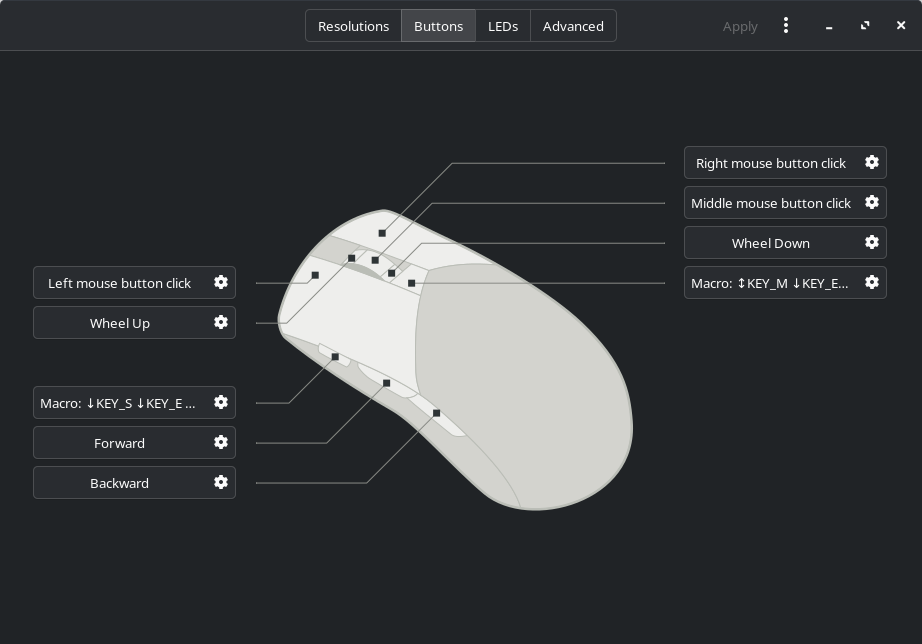 Resolutions
Buttons
LEDs
Advanced
Apply
Left mouse button click
Wheel Up
Macro: ↓KEY_S ↓KEY_E ...
Forward
Backward
Right mouse button click
Middle mouse button click
Wheel Down
Macro: ↕KEY_M ↓KEY_E...